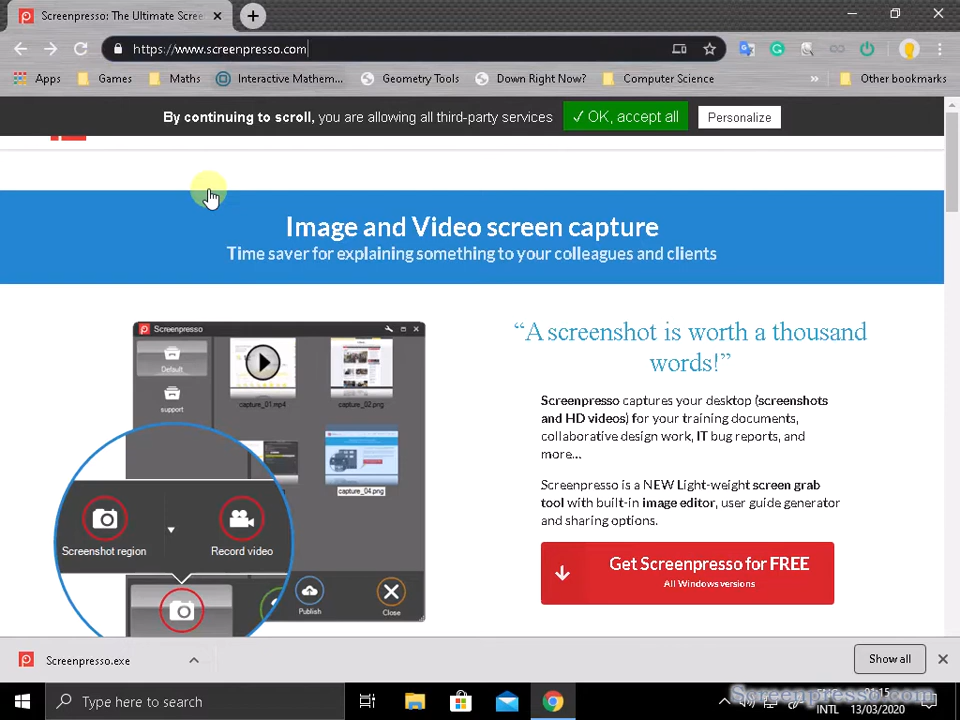 Screenpresso: The Ultimate Scree
https://www.screenpresso.com
Apps
Games
Maths
Interactive Mathem...
Geometry Tools
Down Right Now?
Computer Science
»
Other bookmarks
By continuing to scroll, you are allowing all third-party services
✓ OK, accept all
Personalize
Image and Video screen capture
Time saver for explaining something to your colleagues and clients
Screenpresso
Default
support
capture_01.mp4
capture_02.png
capture_04.png
Screenshot region
Record video
Publish
Close
“A screenshot is worth a thousand
words!”
Screenpresso captures your desktop (screenshots
and HD videos) for your training documents,
collaborative design work, IT bug reports, and
more...
Screenpresso is a NEW Light-weight screen grab
tool with built-in image editor, user guide generator
and sharing options.
Get Screenpresso for FREE
All Windows versions
Screenpresso.exe
Show all
Type here to search
Screenpresso.com
INTL
13/03/2020